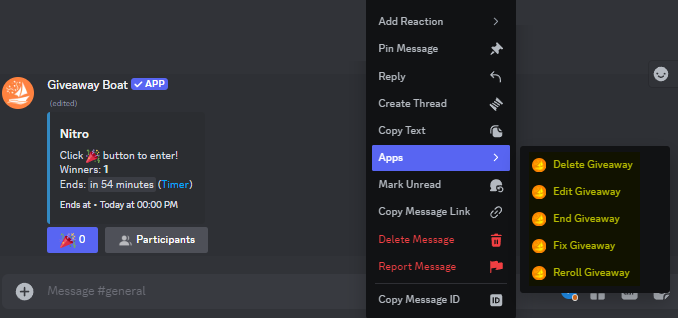 Giveaway Boat ✓ APP
(edited)
Nitro
Click 🎉 button to enter!
Winners: 1
Ends: in 54 minutes (Timer)
Ends at • Today at 00:00 PM
🎉 0
Participants
Message #general
Add Reaction
Pin Message
Reply
Create Thread
Copy Text
Apps
Mark Unread
Copy Message Link
Delete Message
Report Message
Copy Message ID
ID
Delete Giveaway
Edit Giveaway
End Giveaway
Fix Giveaway
Reroll Giveaway